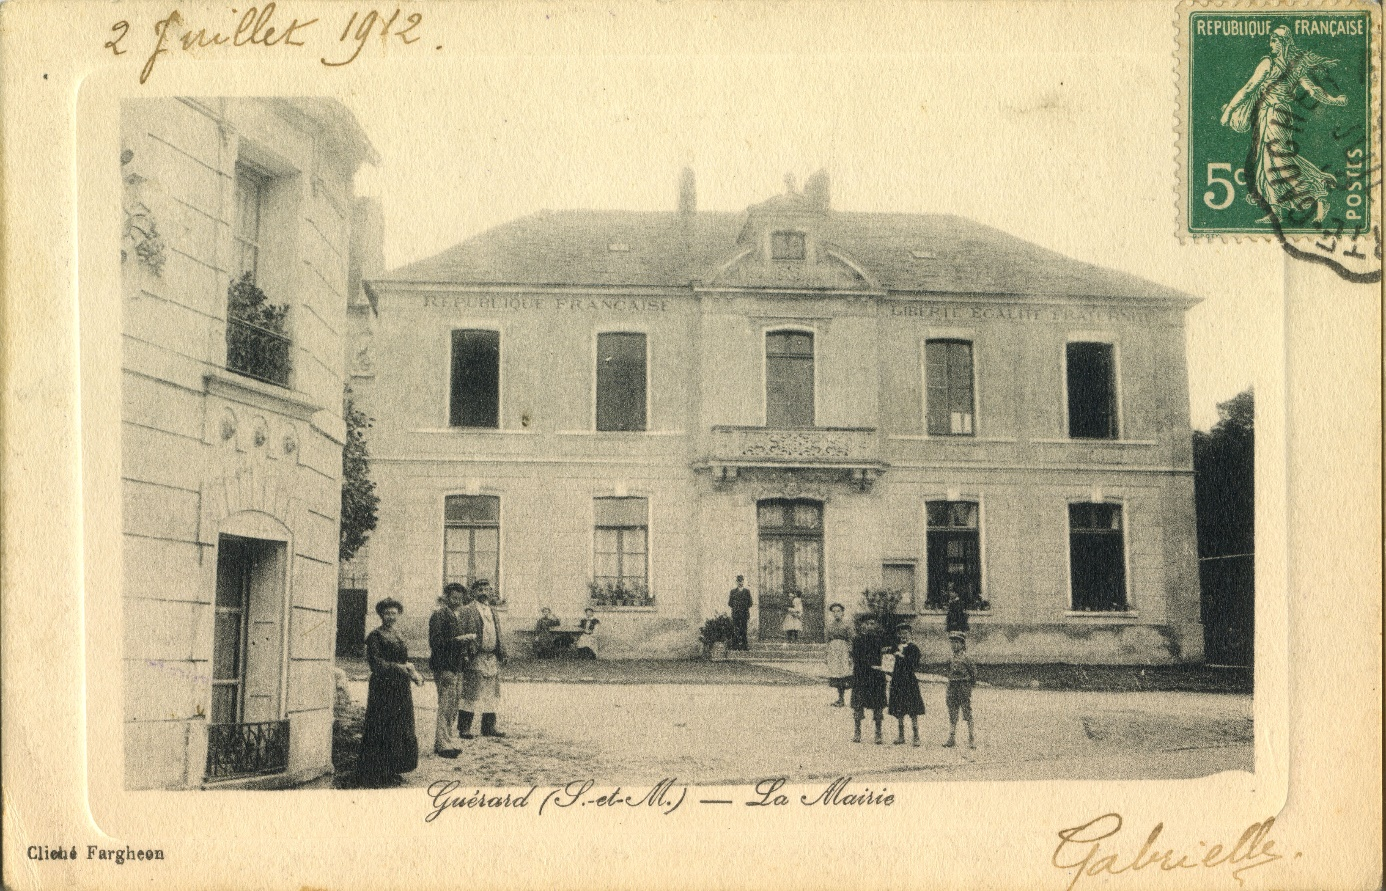 2 Juillet 1912.
REPUBLIQUE FRANÇAISE
5c
POSTES
REPUBLIQUE FRANÇAISE
LIBERTE EGALITE FRATERNITE
Guérard (S.-et-M.) — La Mairie
Cliché Fargheon
Gabrielle.